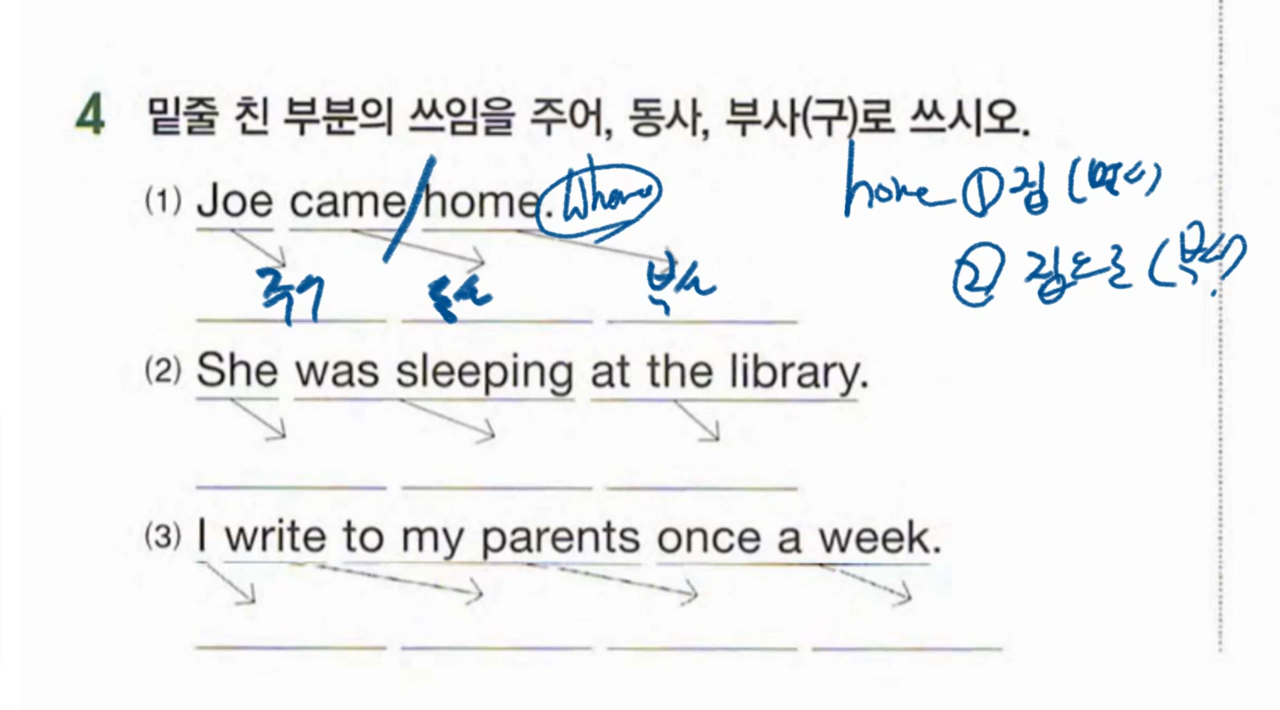 4 밑줄 친 부분의 쓰임을 주어, 동사, 부사(구)로 쓰시오.
(1) Joe came / home. Where
home ① 집 (명사)
② 집으로 (부사)
주어 동사 부사
(2) She was sleeping at the library.
(3) I write to my parents once a week.